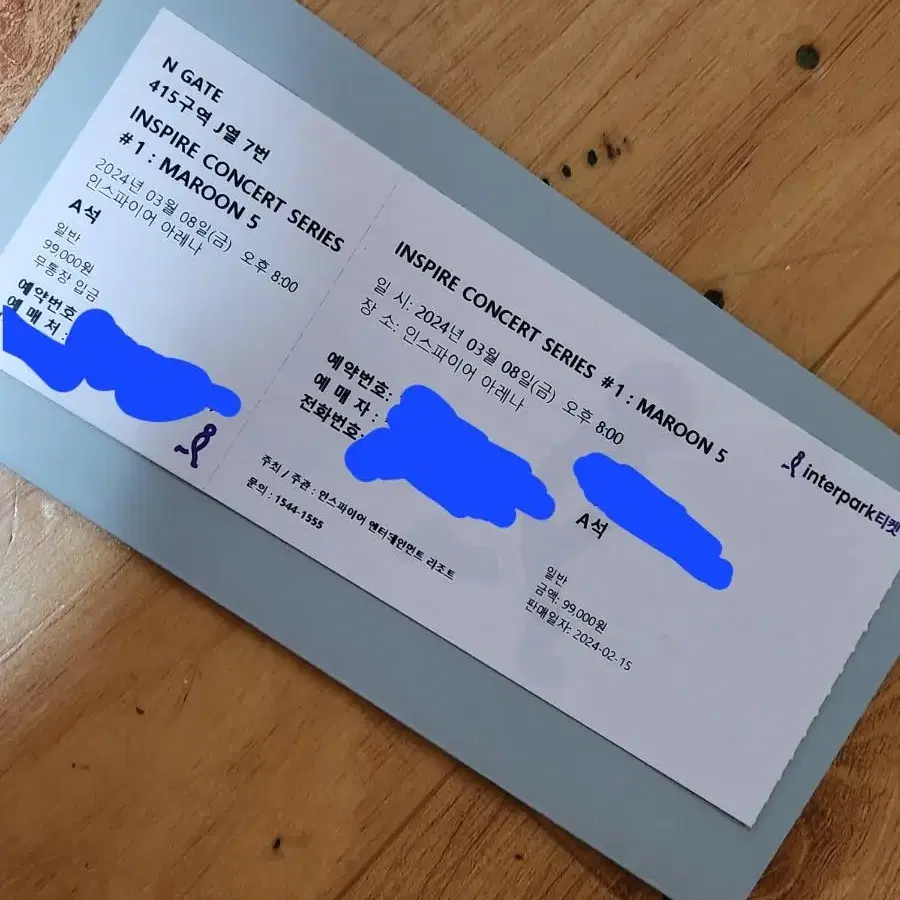 N GATE
415구역 J열 7번
INSPIRE CONCERT SERIES
#1 : MAROON 5
2024년 03월 08일(금) 오후 8:00
인스파이어 아레나
A석
일반
99,000원
무통장 입금
예약번호
예 매 처 :
INSPIRE CONCERT SERIES #1 : MAROON 5
일 시: 2024년 03월 08일(금) 오후 8:00
장 소: 인스파이어 아레나
예약번호:
예 매 자 :
전화번호:
주최 / 주관 : 인스파이어 엔터테인먼트 리조트
문의 : 1544-1555
A석
일반
금액: 99,000원
판매일자: 2024-02-15
interpark티켓